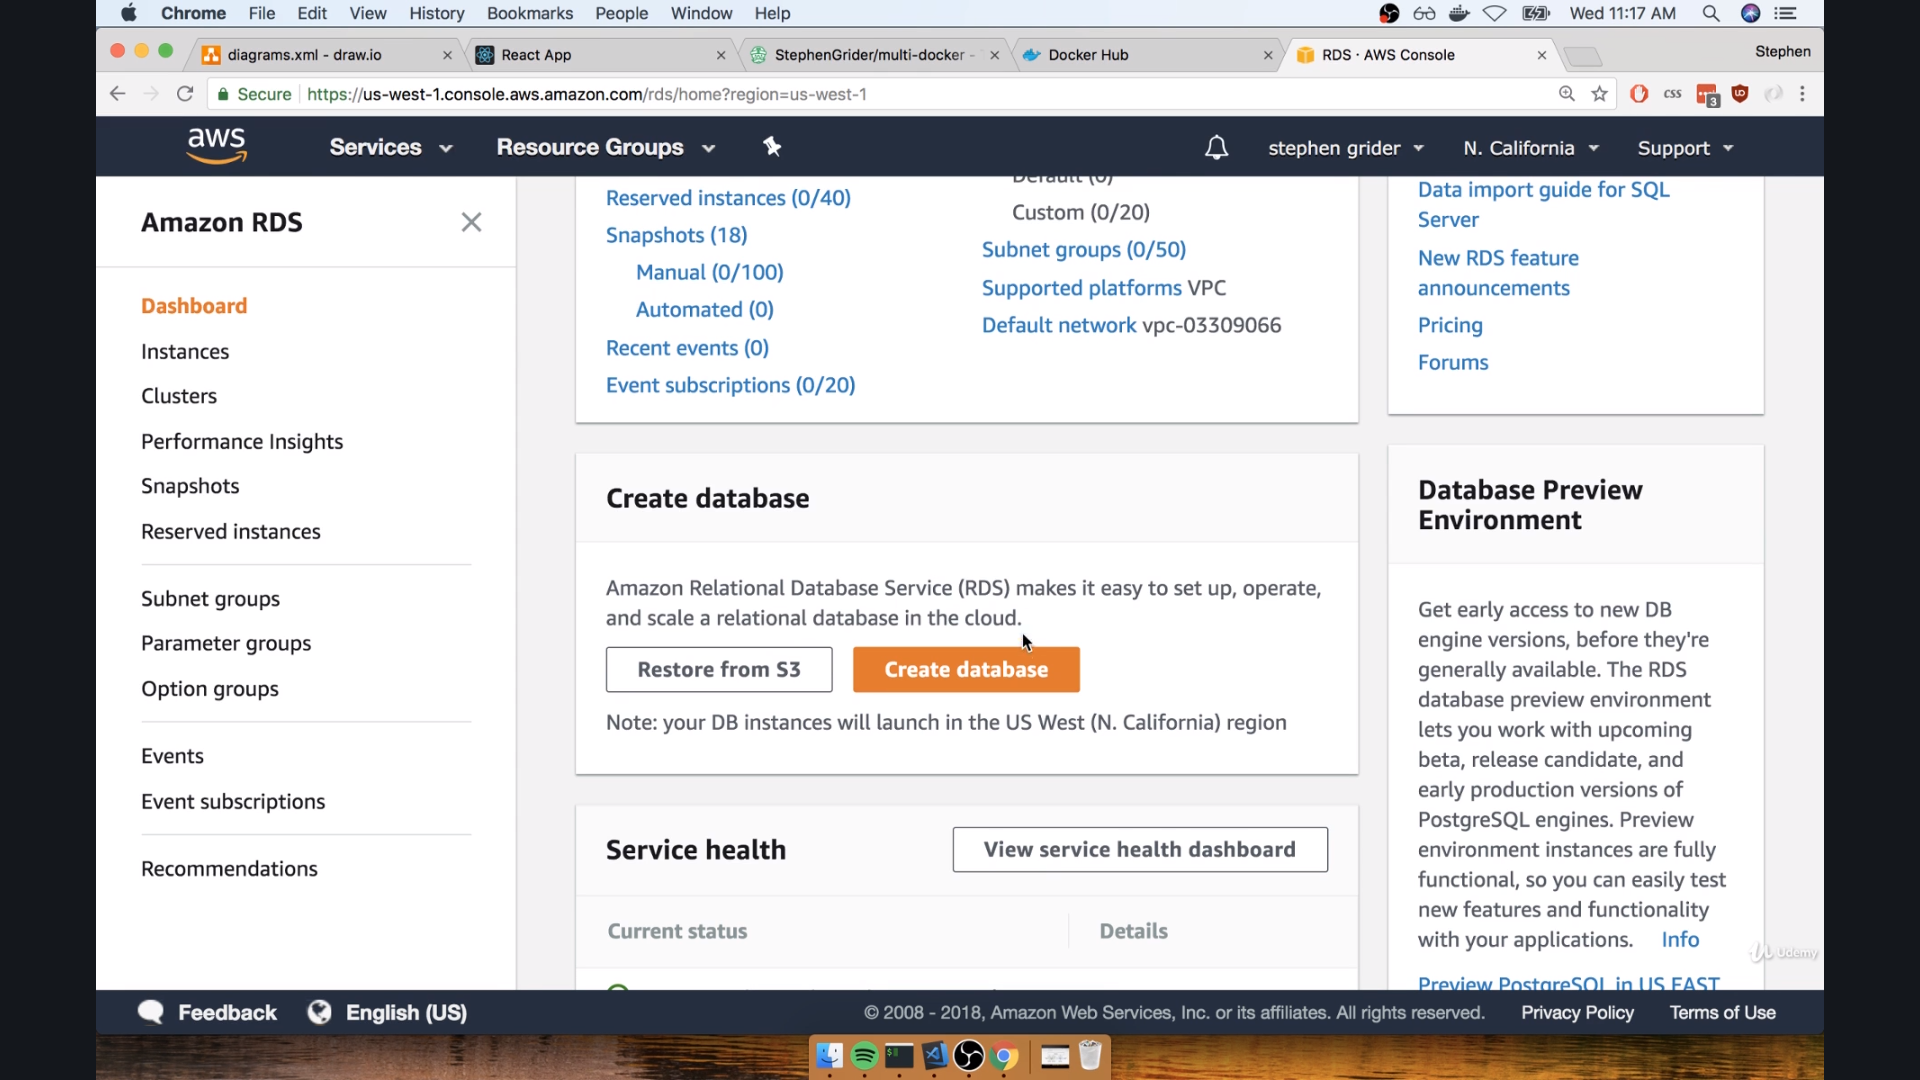 Chrome File Edit View History Bookmarks People Window Help Wed 11:17 AM
diagrams.xml - draw.io React App StephenGrider/multi-docker - Docker Hub RDS · AWS Console Stephen
Secure https://us-west-1.console.aws.amazon.com/rds/home?region=us-west-1 css 3
aws Services Resource Groups stephen grider N. California Support
Amazon RDS
Dashboard
Instances
Clusters
Performance Insights
Snapshots
Reserved instances
Subnet groups
Parameter groups
Option groups
Events
Event subscriptions
Recommendations
Reserved instances (0/40)
Snapshots (18)
Manual (0/100)
Automated (0)
Recent events (0)
Event subscriptions (0/20)
Default (0)
Custom (0/20)
Subnet groups (0/50)
Supported platforms VPC
Default network vpc-03309066
Create database
Amazon Relational Database Service (RDS) makes it easy to set up, operate,
and scale a relational database in the cloud.
Restore from S3 Create database
Note: your DB instances will launch in the US West (N. California) region
Service health View service health dashboard
Current status Details
Data import guide for SQL
Server
New RDS feature
announcements
Pricing
Forums
Database Preview
Environment
Get early access to new DB
engine versions, before they're
generally available. The RDS
database preview environment
lets you work with upcoming
beta, release candidate, and
early production versions of
PostgreSQL engines. Preview
environment instances are fully
functional, so you can easily test
new features and functionality
with your applications. Info
Preview PostgreSQL in US EAST
Udemy
Feedback English (US) © 2008 - 2018, Amazon Web Services, Inc. or its affiliates. All rights reserved. Privacy Policy Terms of Use